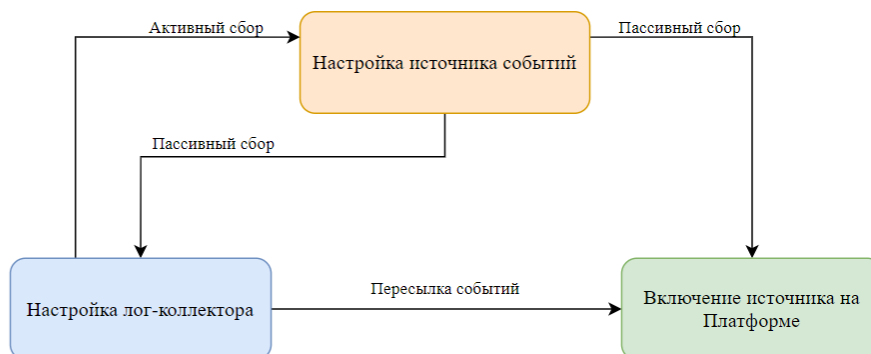 Активный сбор
Пассивный сбор
Настройка источника событий
Пассивный сбор
Пересылка событий
Настройка лог-коллектора
Включение источника на
Платформе